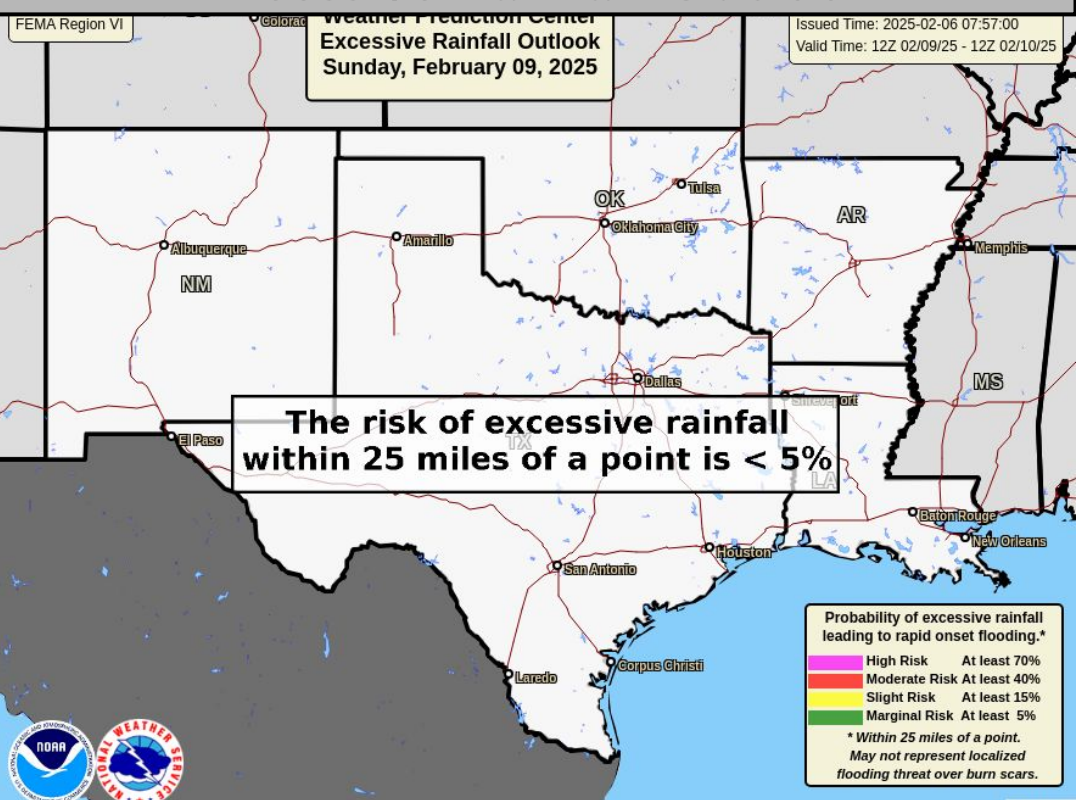 FEMA Region VI
Weather Prediction Center
Excessive Rainfall Outlook
Sunday, February 09, 2025
Issued Time: 2025-02-06 07:57:00
Valid Time: 12Z 02/09/25 - 12Z 02/10/25
Colorad
OK
Tulsa
Oklahoma City
AR
Albuquerque
Amarillo
Memphis
NM
Dallas
MS
Shreveport
The risk of excessive rainfall
within 25 miles of a point is < 5%
TX
El Paso
LA
Baton Rouge
New Orleans
Houston
San Antonio
Corpus Christi
Laredo
Probability of excessive rainfall
leading to rapid onset flooding.*
High Risk At least 70%
Moderate Risk At least 40%
Slight Risk At least 15%
Marginal Risk At least 5%
* Within 25 miles of a point.
May not represent localized
flooding threat over burn scars.
NOAA
NATIONAL WEATHER SERVICE